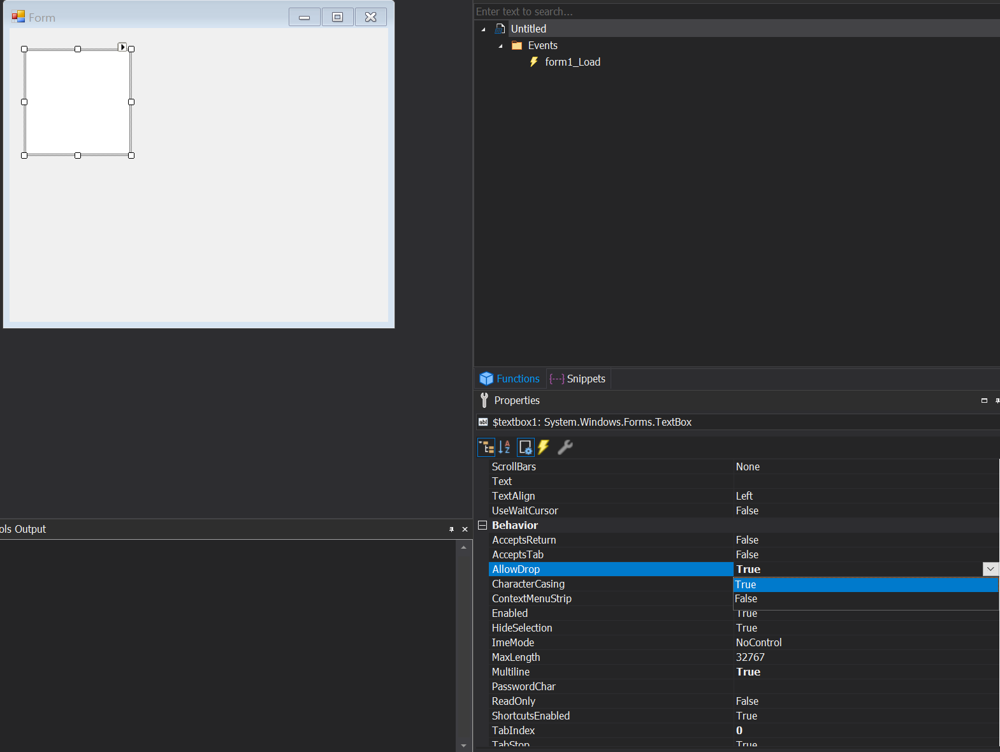 Form
Enter text to search...
Untitled
Events
form1_Load
Functions
{---} Snippets
Properties
abl $textbox1: System.Windows.Forms.TextBox
AZ
ScrollBars None
Text
TextAlign Left
UseWaitCursor False
Behavior
AcceptsReturn False
AcceptsTab False
AllowDrop True
CharacterCasing True
ContextMenuStrip False
Enabled True
HideSelection True
ImeMode NoControl
MaxLength 32767
Multiline True
PasswordChar
ReadOnly False
ShortcutsEnabled True
TabIndex 0
TabStop True
ols Output